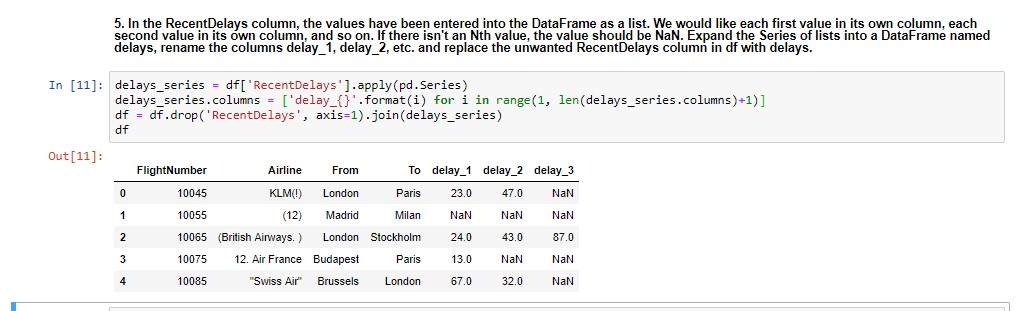 5. In the RecentDelays column, the values have been entered into the DataFrame as a list. We would like each first value in its own column, each
second value in its own column, and so on. If there isn't an Nth value, the value should be NaN. Expand the Series of lists into a DataFrame named
delays, rename the columns delay_1, delay_2, etc. and replace the unwanted RecentDelays column in df with delays.
In [11]: delays_series = df['RecentDelays'].apply(pd.Series)
delays_series.columns = ['delay_{}'.format(i) for i in range(1, len(delays_series.columns)+1)]
df = df.drop('RecentDelays', axis=1).join(delays_series)
df
Out[11]:
FlightNumber Airline From To delay_1 delay_2 delay_3
0 10045 KLM(!) London Paris 23.0 47.0 NaN
1 10055 (12) Madrid Milan NaN NaN NaN
2 10065 (British Airways. ) London Stockholm 24.0 43.0 87.0
3 10075 12. Air France Budapest Paris 13.0 NaN NaN
4 10085 "Swiss Air" Brussels London 67.0 32.0 NaN